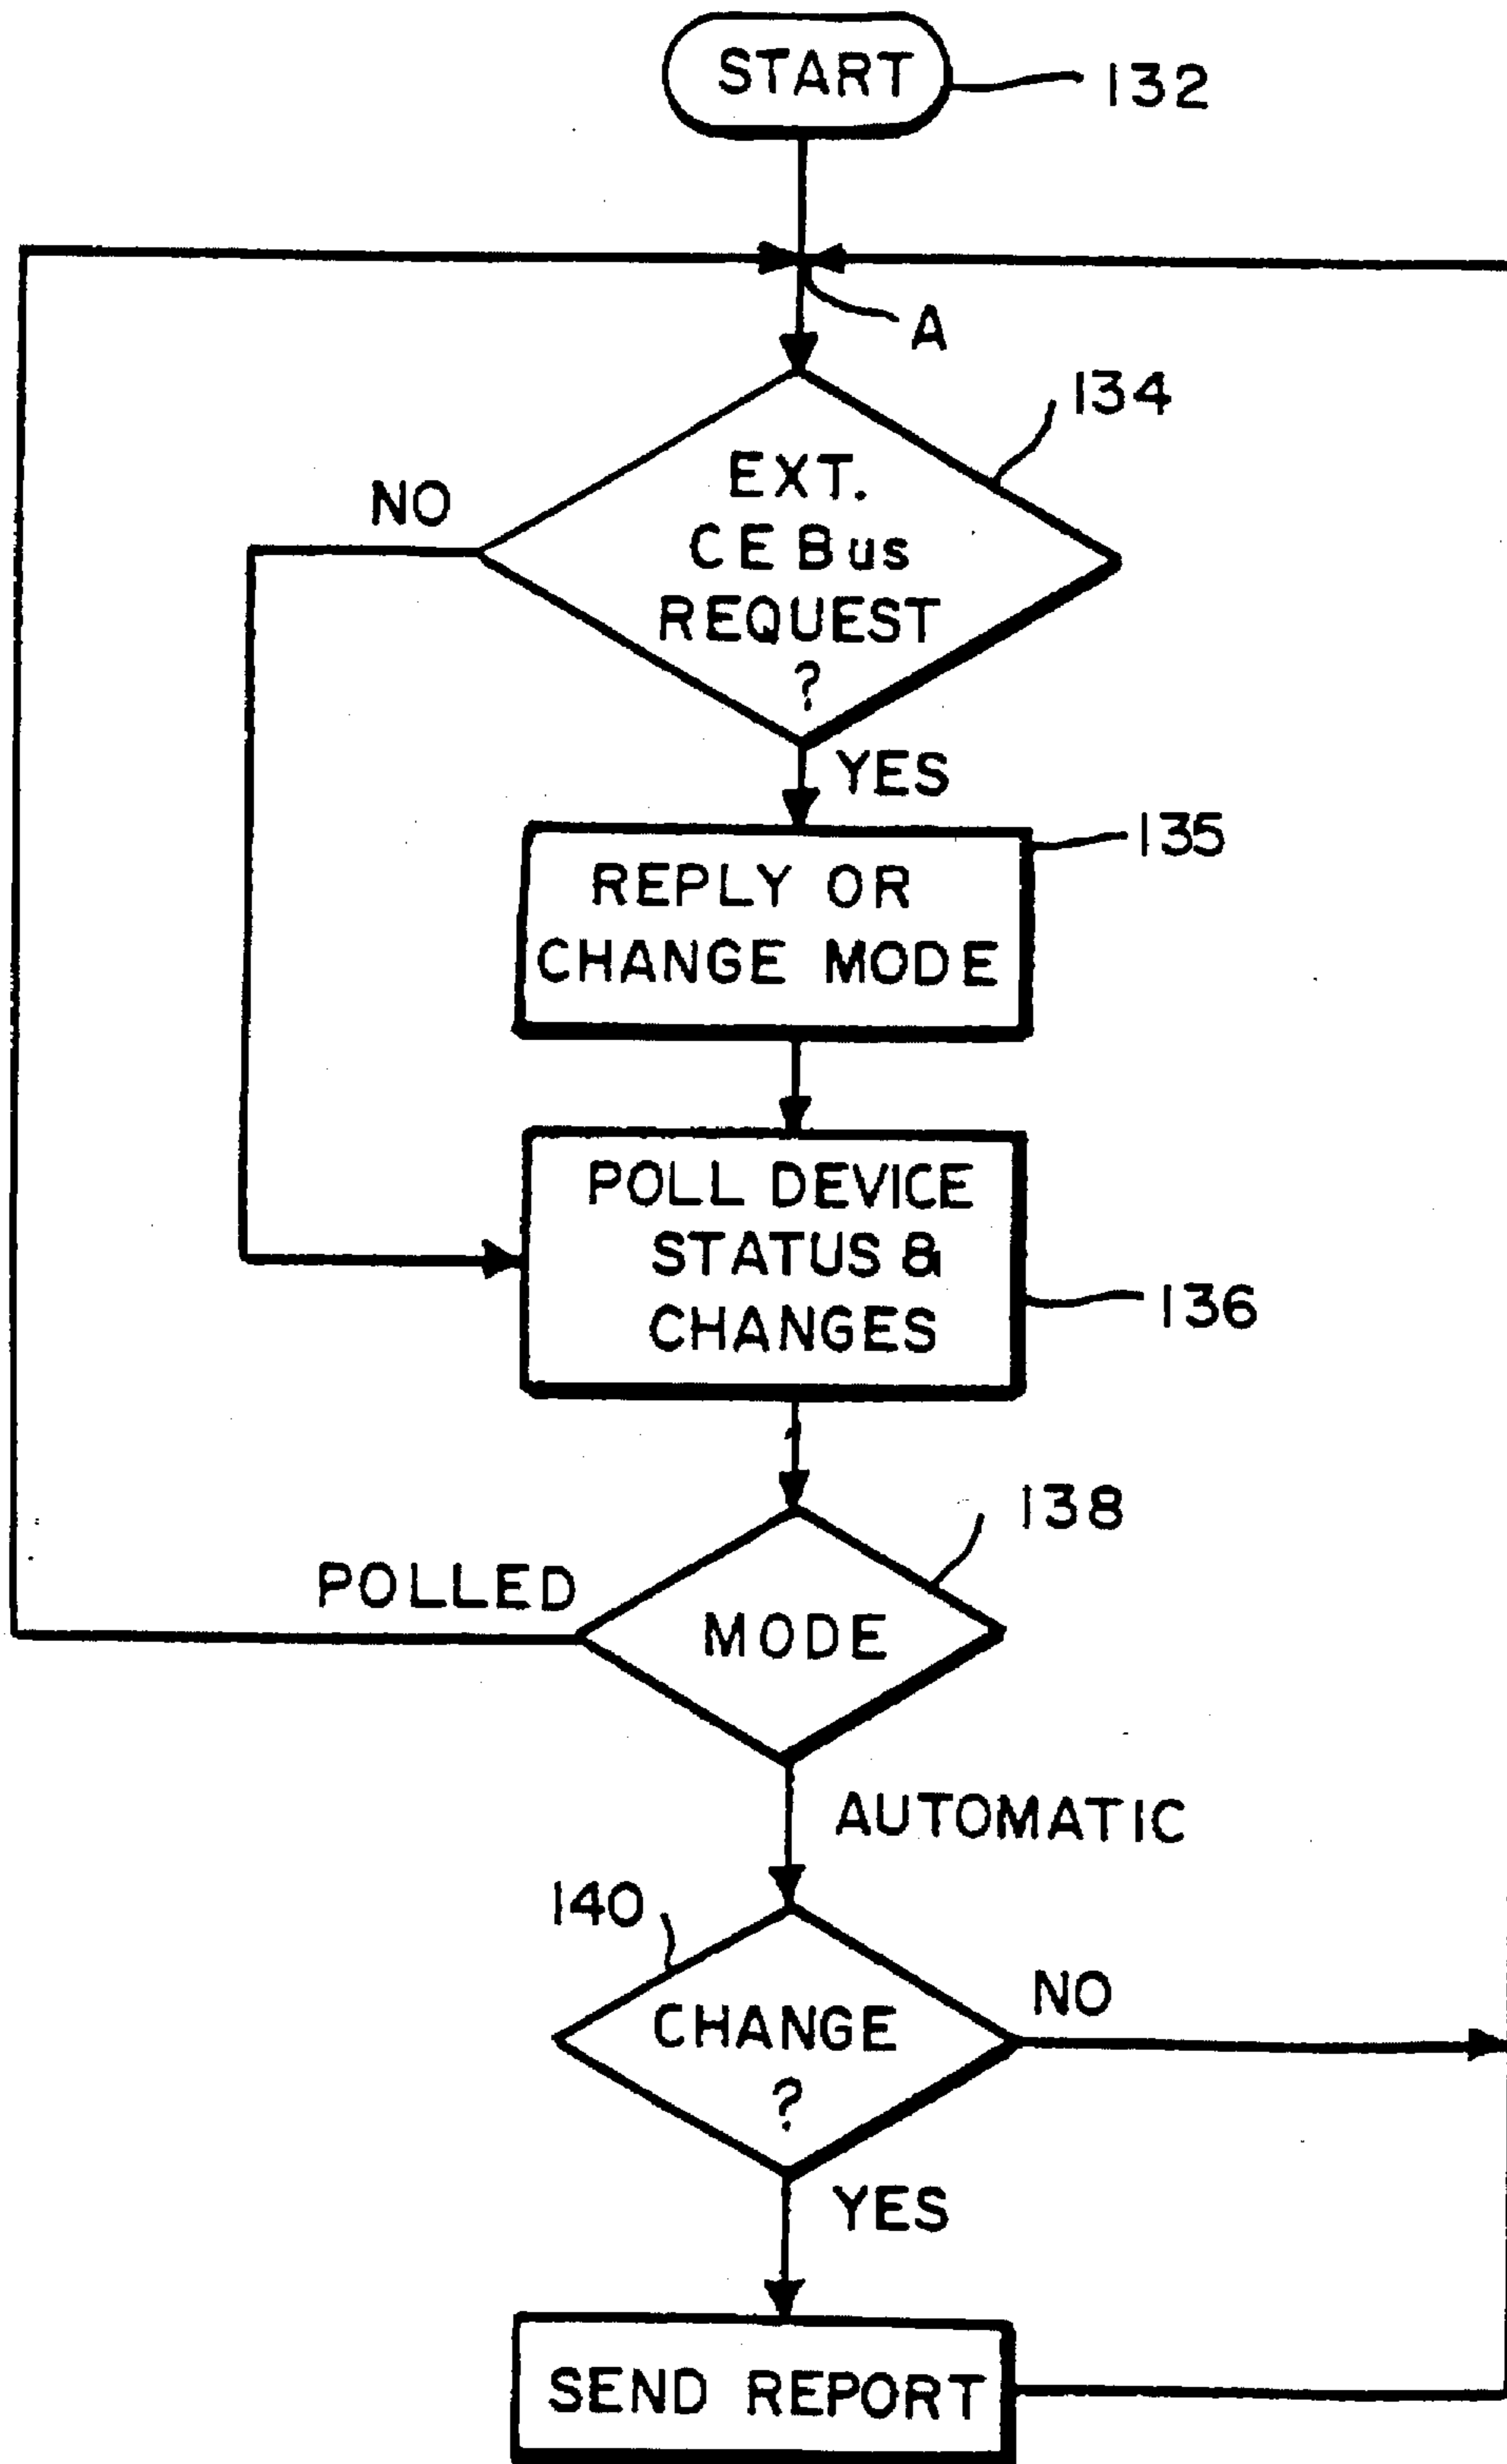 START
132
A
134
NO
EXT.
CEBus
REQUEST
?
YES
135
REPLY OR
CHANGE MODE
POLL DEVICE
STATUS &
CHANGES
136
138
POLLED
MODE
AUTOMATIC
140
NO
CHANGE
?
YES
SEND REPORT